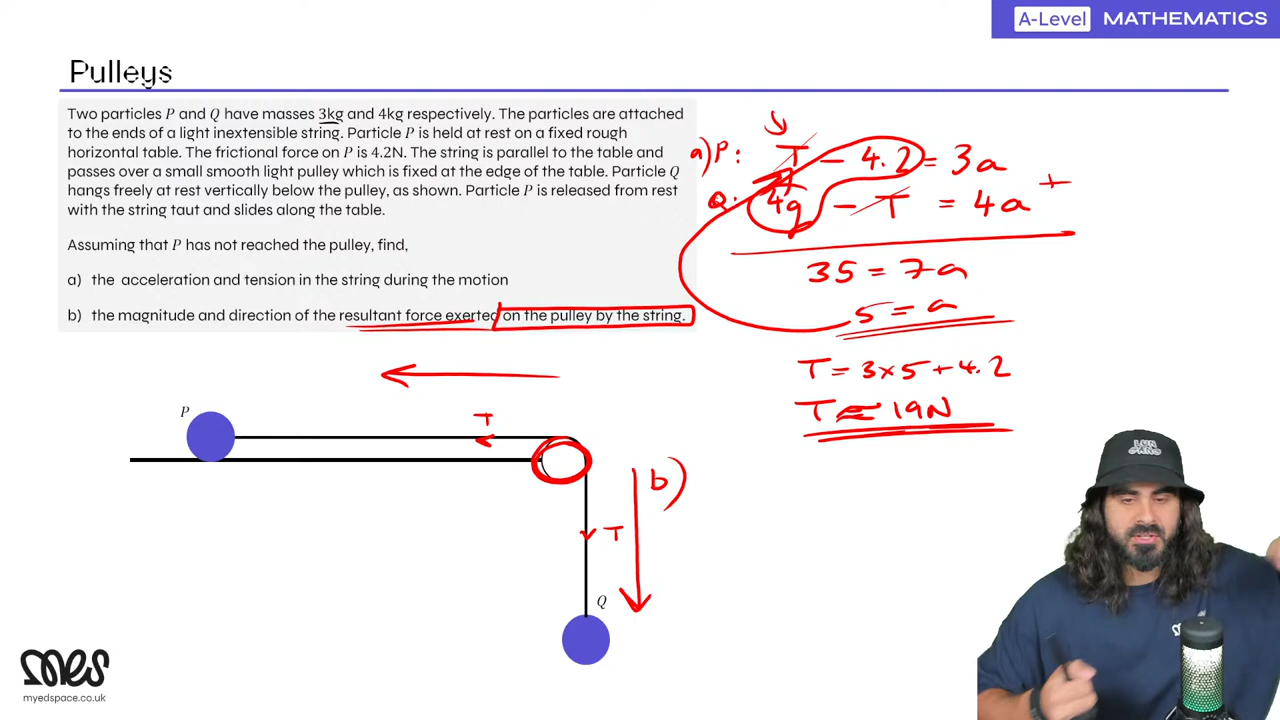 A-Level MATHEMATICS
Pulleys
Two particles P and Q have masses 3kg and 4kg respectively. The particles are attached
to the ends of a light inextensible string. Particle P is held at rest on a fixed rough
horizontal table. The frictional force on P is 4.2N. The string is parallel to the table and
passes over a small smooth light pulley which is fixed at the edge of the table. Particle Q
hangs freely at rest vertically below the pulley, as shown. Particle P is released from rest
with the string taut and slides along the table.
Assuming that P has not reached the pulley, find,
a) the acceleration and tension in the string during the motion
b) the magnitude and direction of the resultant force exerted on the pulley by the string.
a) P: T - 4.2 = 3a
Q: 4g - T = 4a +
35 = 7a
5 = a
T = 3×5 + 4.2
T ≈ 19N
P
T
b)
T
Q
mes
myedspace.co.uk